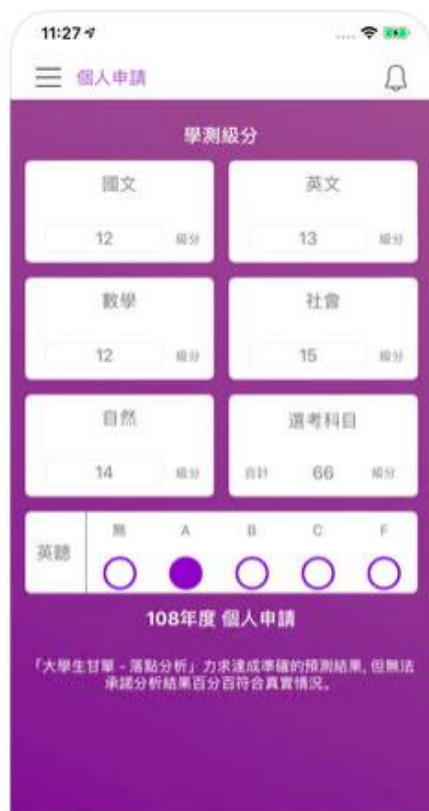 11:27
個人申請
學測級分
國文
12 級分
英文
13 級分
數學
12 級分
社會
15 級分
自然
14 級分
選考科目
合計 66 級分
英聽
無 A B C F
108年度 個人申請
「大學生甘單 - 落點分析」力求達成準確的預測結果, 但無法
承諾分析結果百分百符合真實情況。